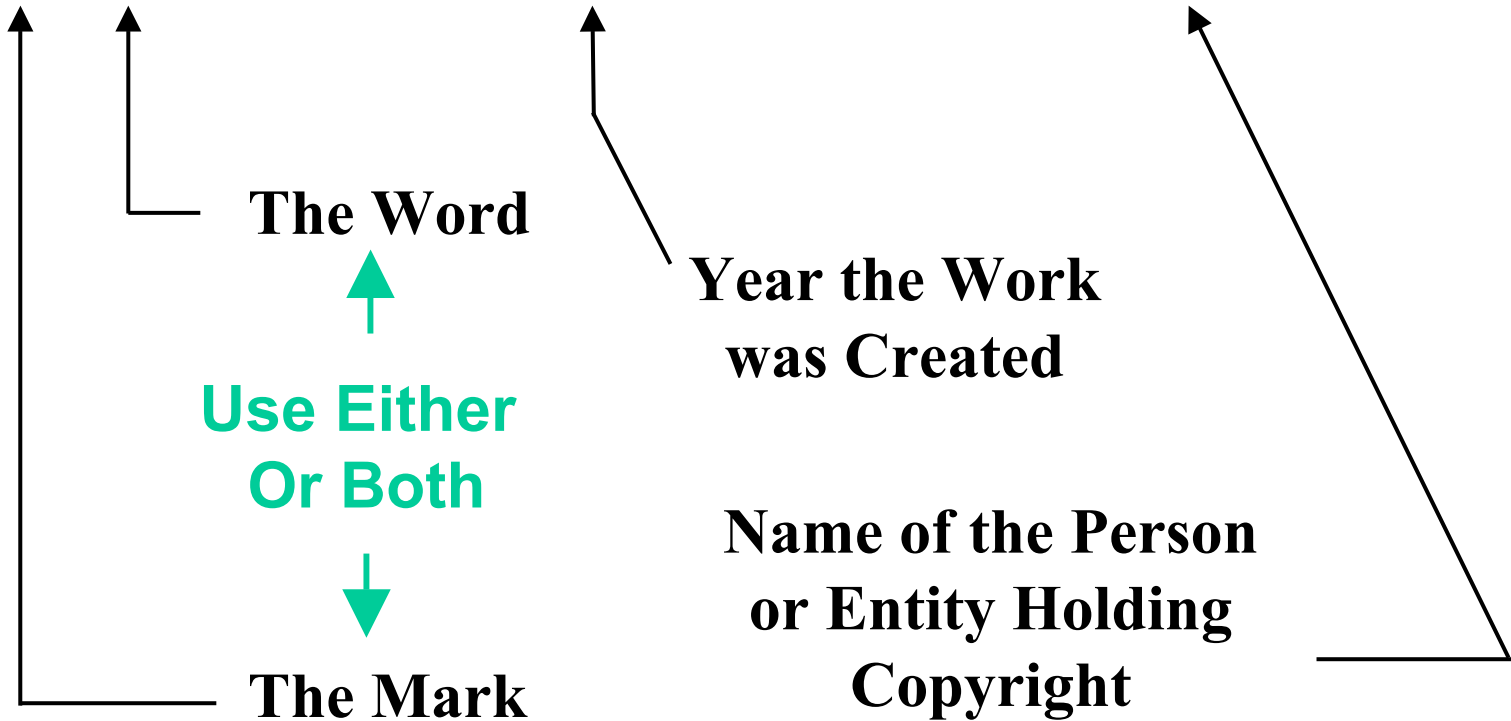 The Word
Year the Work
was Created
Use Either
Or Both
Name of the Person
or Entity Holding
Copyright
The Mark